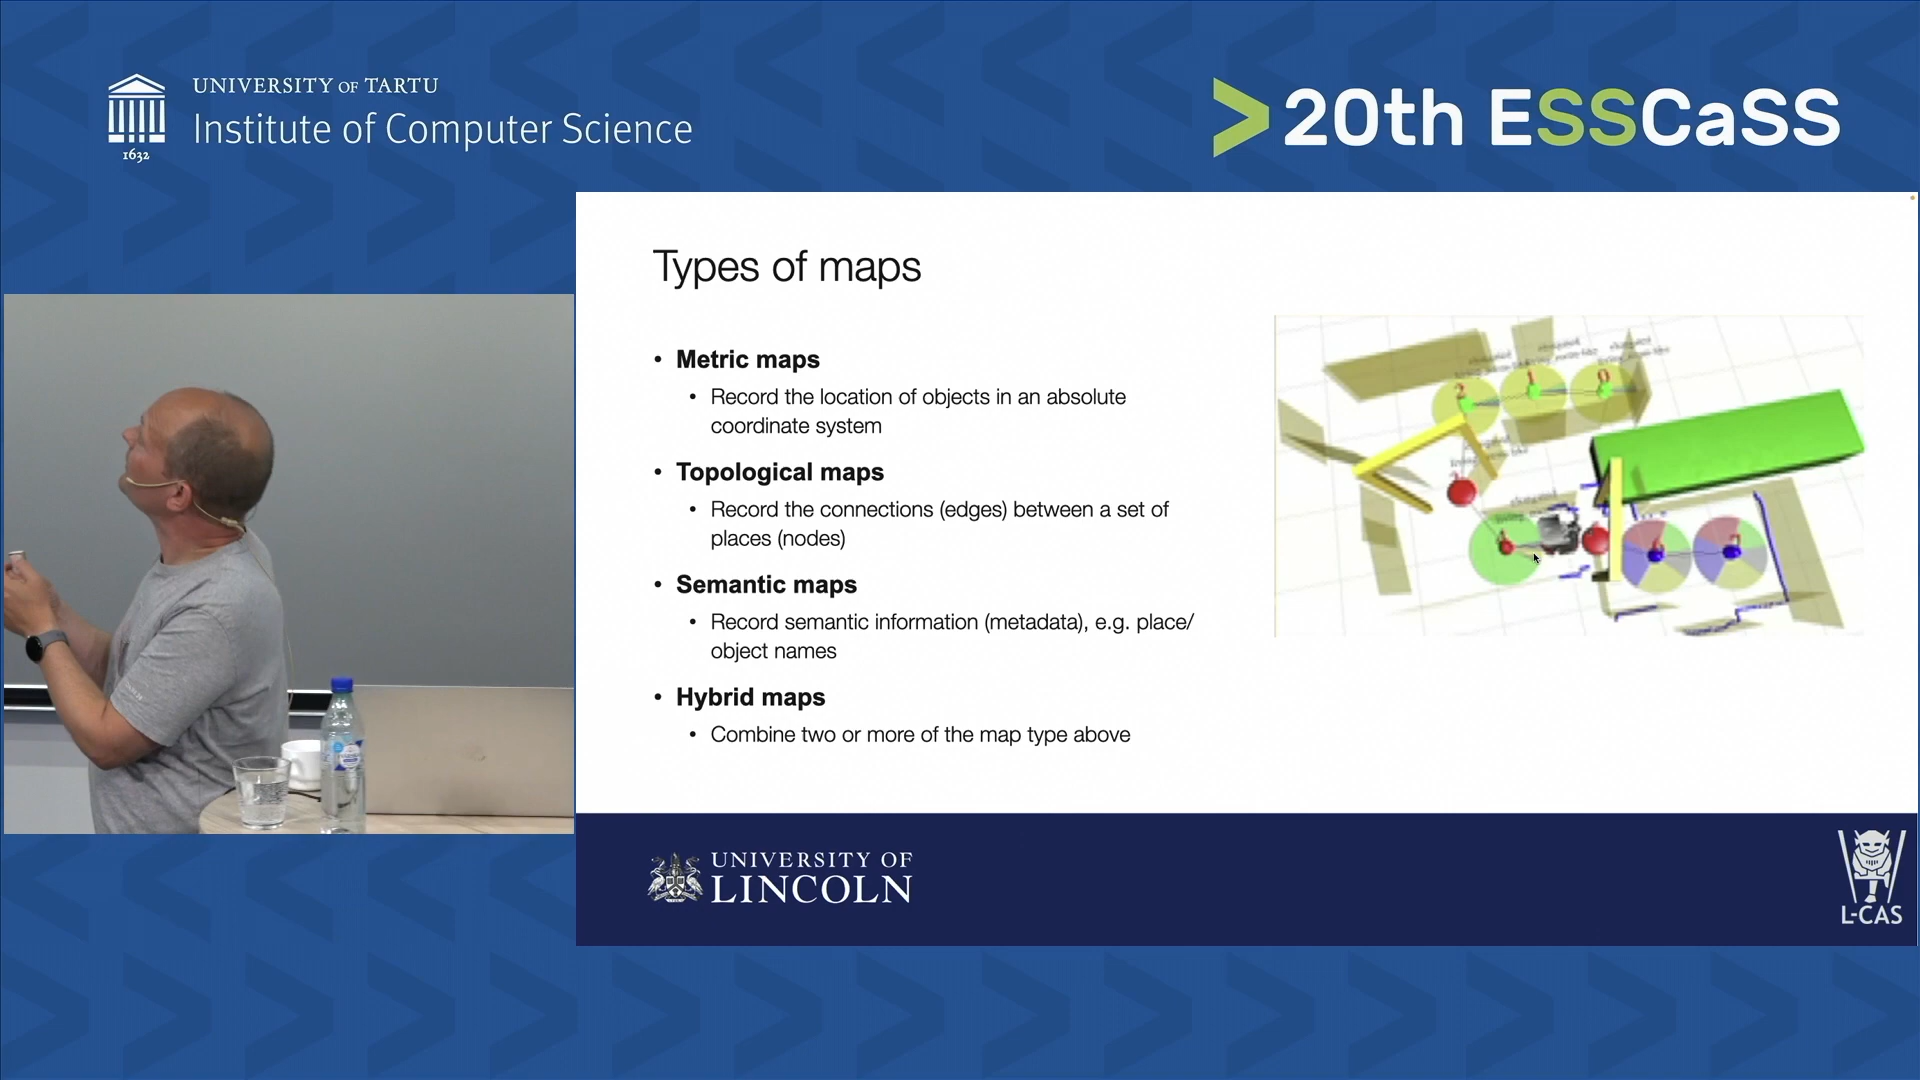 UNIVERSITY OF TARTU
Institute of Computer Science
1632
>20th ESSCaSS
Types of maps
• Metric maps
• Record the location of objects in an absolute
coordinate system
• Topological maps
• Record the connections (edges) between a set of
places (nodes)
• Semantic maps
• Record semantic information (metadata), e.g. place/
object names
• Hybrid maps
• Combine two or more of the map type above
UNIVERSITY OF
LINCOLN
L-CAS